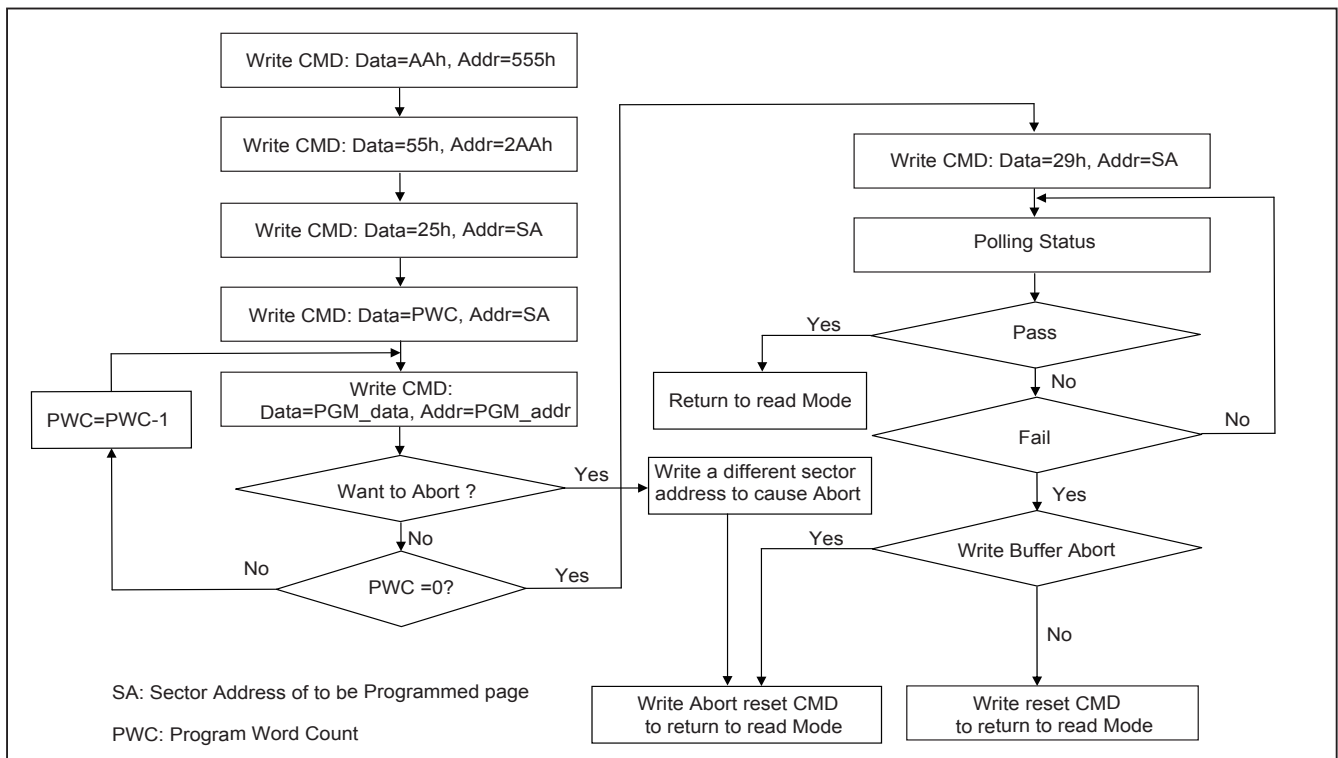 Write CMD: Data=AAh, Addr=555h
Write CMD: Data=55h, Addr=2AAh
Write CMD: Data=25h, Addr=SA
Write CMD: Data=PWC, Addr=SA
Write CMD:
Data=PGM_data, Addr=PGM_addr
PWC=PWC-1
Want to Abort ?
Yes
No
PWC =0?
No
Yes
Write a different sector
address to cause Abort
Write CMD: Data=29h, Addr=SA
Polling Status
Pass
Yes
No
Return to read Mode
Fail
No
Yes
Write Buffer Abort
Yes
No
Write Abort reset CMD
to return to read Mode
Write reset CMD
to return to read Mode
SA: Sector Address of to be Programmed page
PWC: Program Word Count